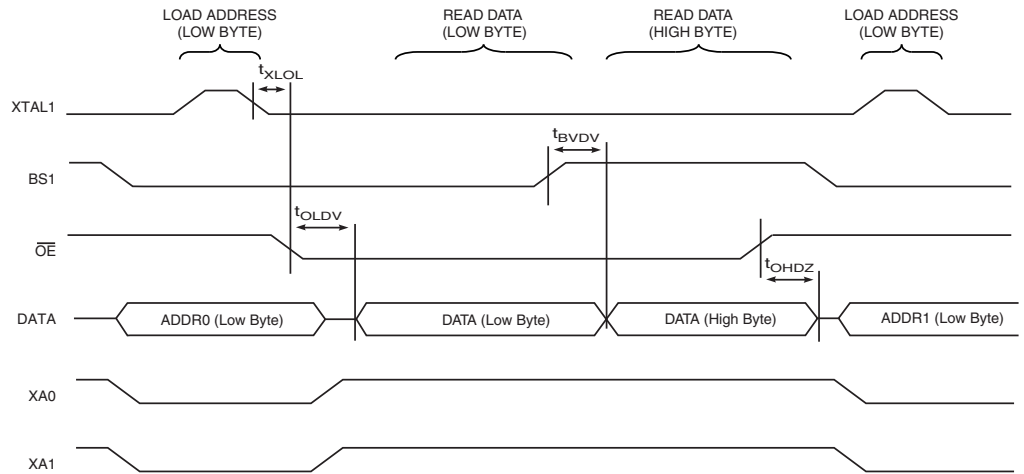 LOAD ADDRESS
(LOW BYTE)
READ DATA
(LOW BYTE)
READ DATA
(HIGH BYTE)
LOAD ADDRESS
(LOW BYTE)
tXLOL
XTAL1
tBVDV
BS1
tOLDV
OE
tOHDZ
DATA
ADDR0 (Low Byte)
DATA (Low Byte)
DATA (High Byte)
ADDR1 (Low Byte)
XA0
XA1